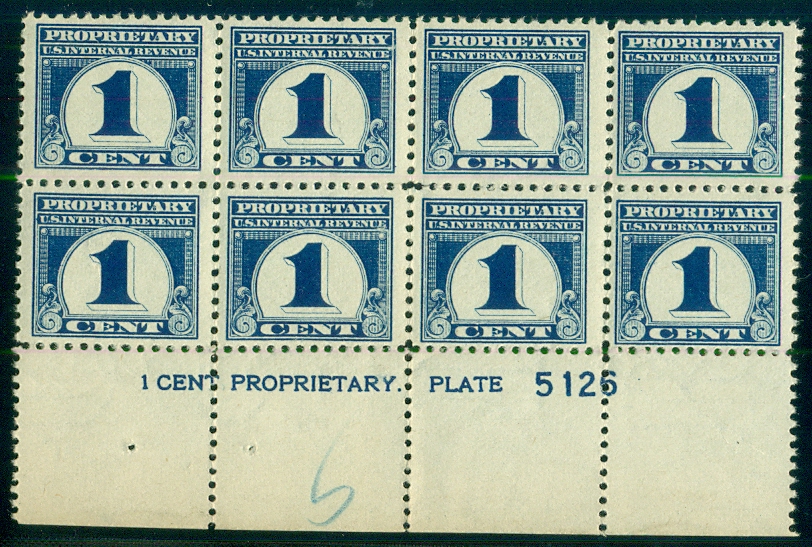 PROPRIETARY
U.S. INTERNAL REVENUE
1
CENT
PROPRIETARY
U.S. INTERNAL REVENUE
1
CENT
PROPRIETARY
U.S. INTERNAL REVENUE
1
CENT
PROPRIETARY
U.S. INTERNAL REVENUE
1
CENT
PROPRIETARY
U.S. INTERNAL REVENUE
1
CENT
PROPRIETARY
U.S. INTERNAL REVENUE
1
CENT
PROPRIETARY
U.S. INTERNAL REVENUE
1
CENT
PROPRIETARY
U.S. INTERNAL REVENUE
1
CENT
1 CENT PROPRIETARY. PLATE 5126